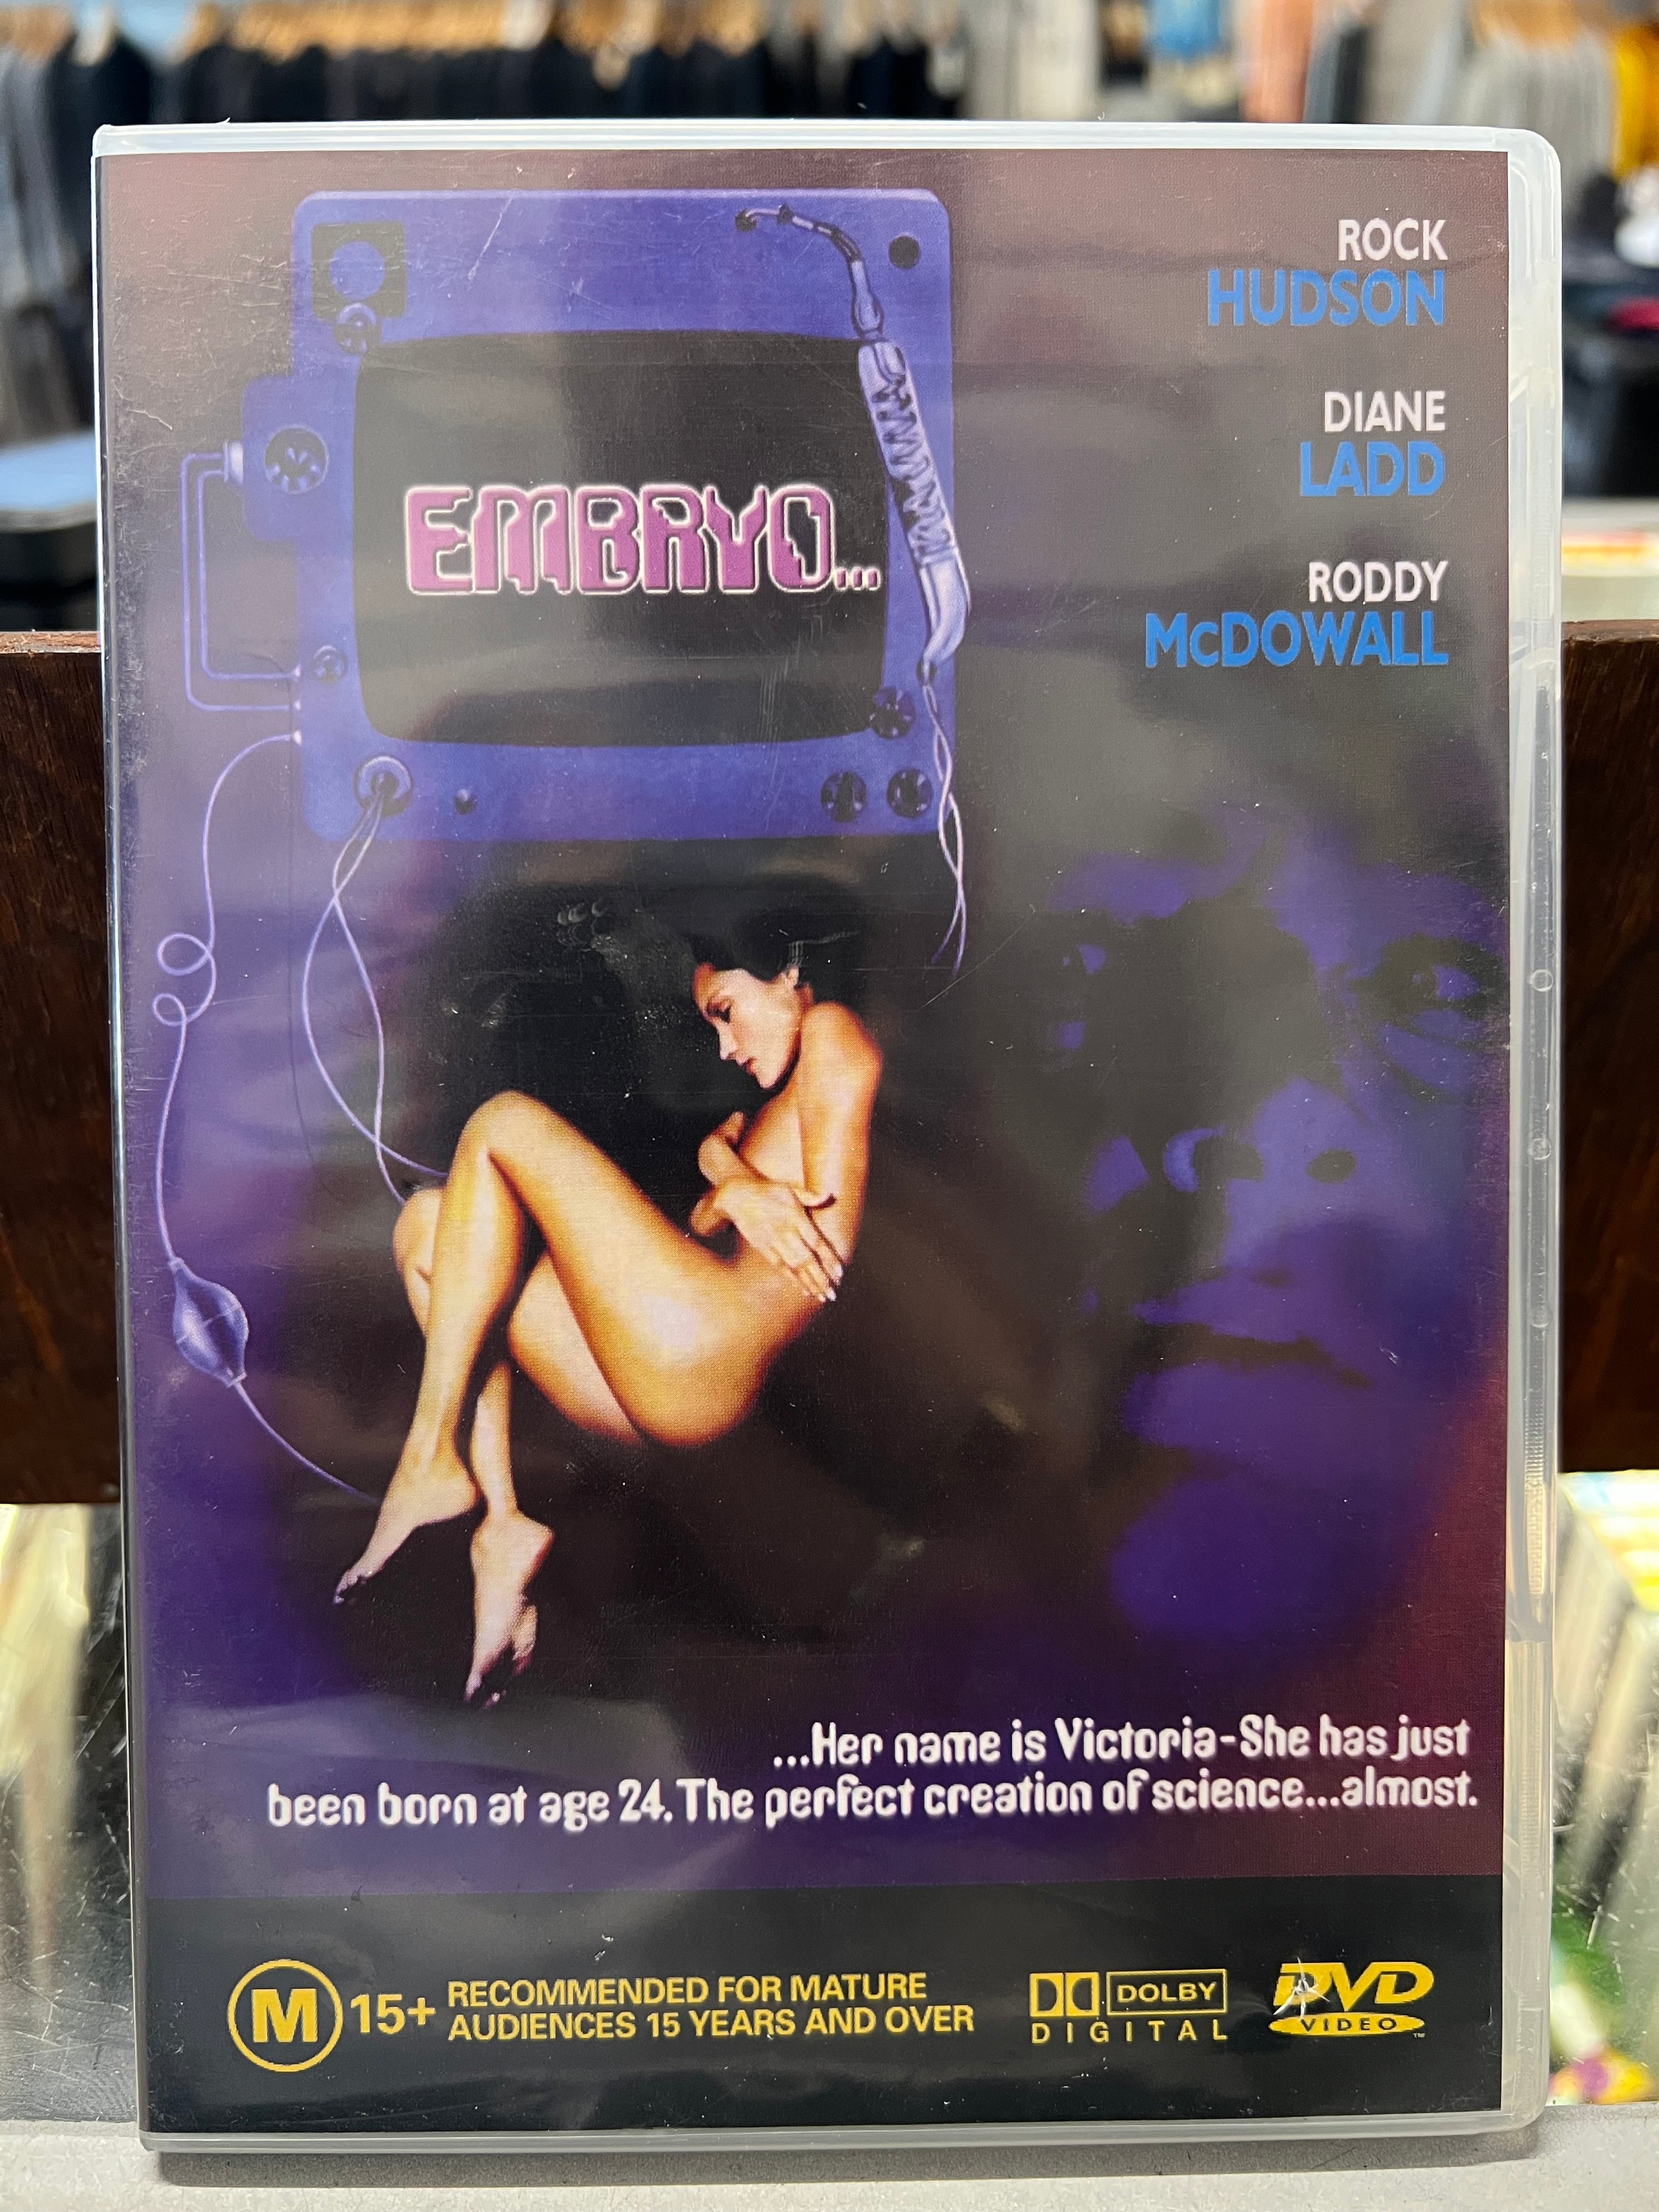 ROCK
HUDSON
DIANE
LADD
RODDY
McDOWALL
EMBRYO...
...Her name is Victoria-She has just
been born at age 24. The perfect creation of science...almost.
M 15+ RECOMMENDED FOR MATURE
AUDIENCES 15 YEARS AND OVER
DOLBY
DIGITAL
DVD
VIDEO
TM